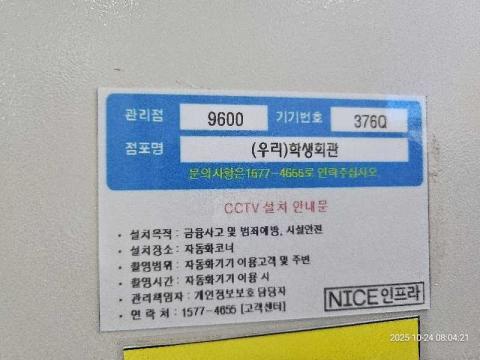 관리점 9600 기기번호 376Q
점포명 (우리)학생회관
문의사항은1577-4655로 연락주십시오
CCTV 설치 안내문
• 설치목적 : 금융사고 및 범죄예방, 시설안전
• 설치장소 : 자동화코너
• 촬영범위 : 자동화기기 이용고객 및 주변
• 촬영시간 : 자동화기기 이용 시
• 관리책임자 : 개인정보보호 담당자
• 연 락 처 : 1577-4655 [고객센터]
NICE인프라
2025-10-24 08:04:21